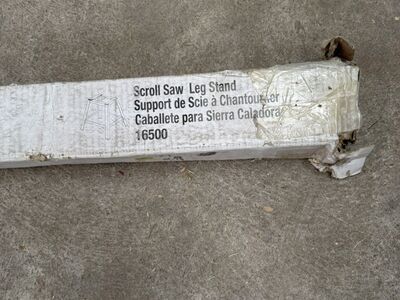 Scroll Saw Leg Stand
Support de Scie à Chantourner
Caballete para Sierra Caladora
16500